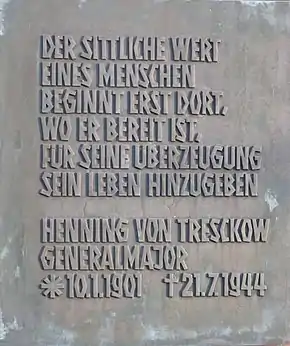 DER SITTLICHE WERT
EINES MENSCHEN
BEGINNT ERST DORT,
WO ER BEREIT IST,
FÜR SEINE ÜBERZEUGUNG
SEIN LEBEN HINZUGEBEN
HENNING VON TRESCKOW
GENERALMAJOR
✳10.1.1901 ✝21.7.1944